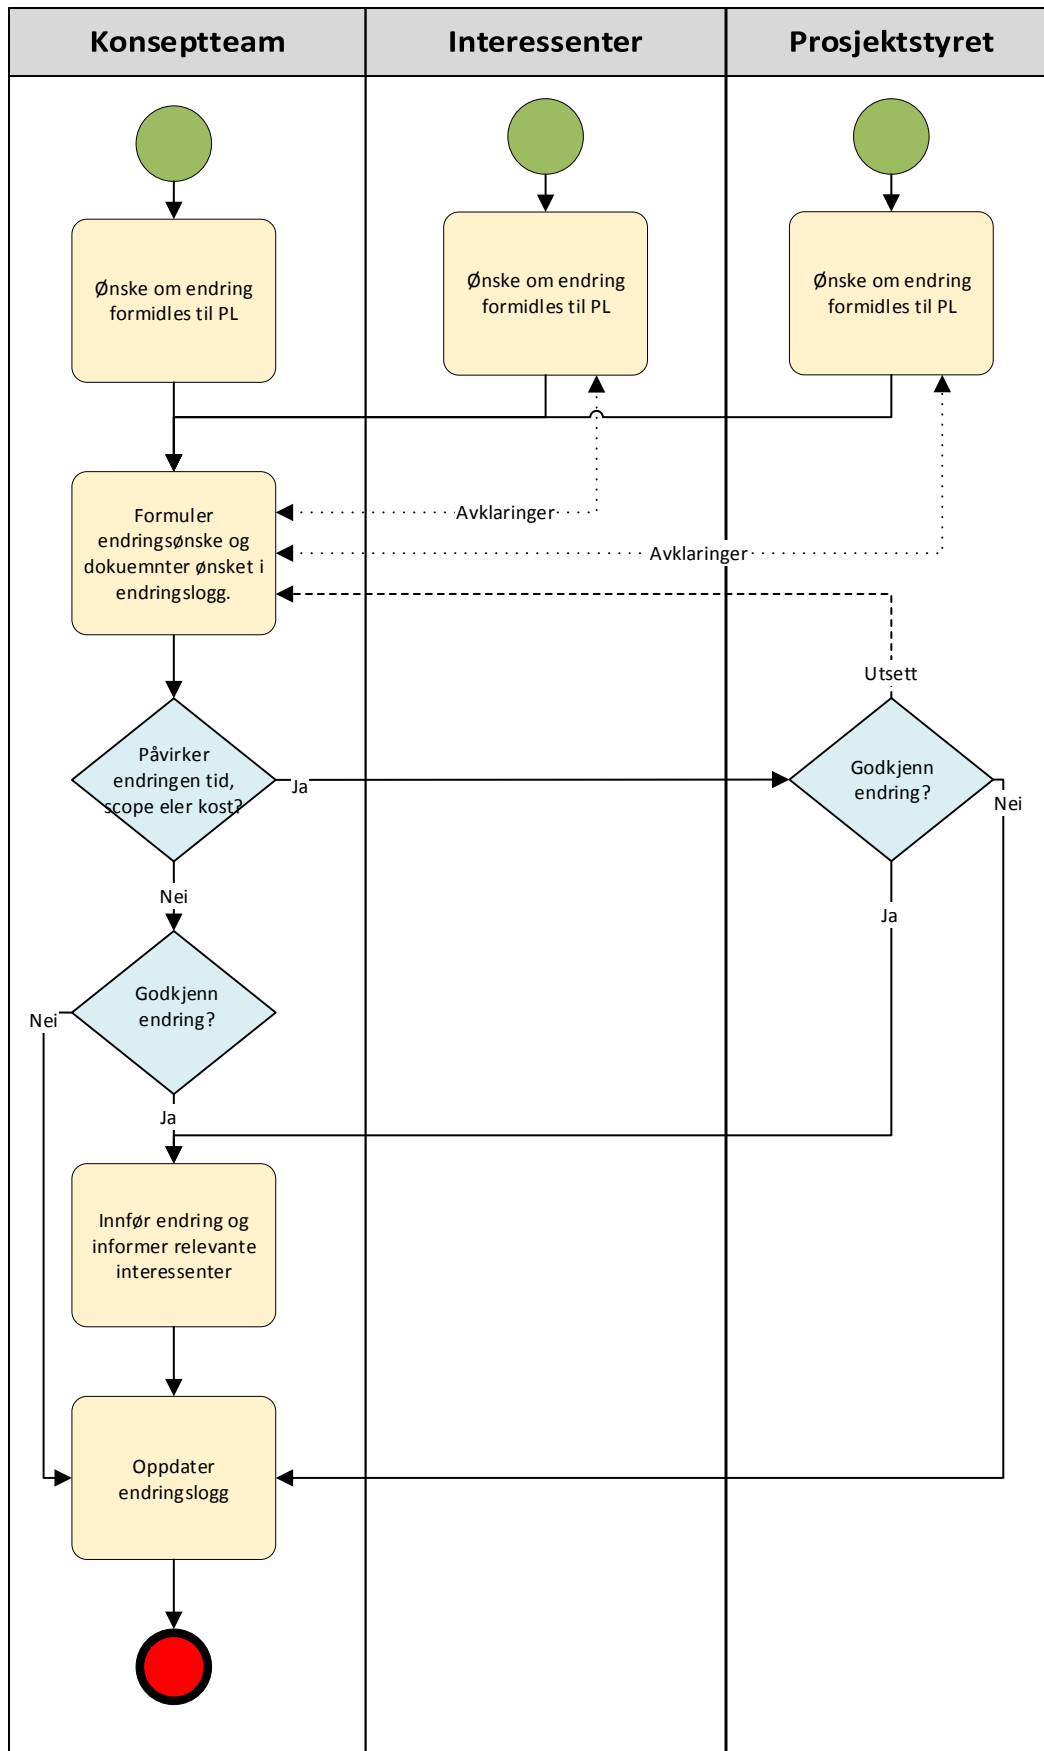 Konseptteam
Interessenter
Prosjektstyret
Ønske om endring
formidles til PL
Ønske om endring
formidles til PL
Ønske om endring
formidles til PL
Formuler
endringsønske og
dokuemnter ønsket i
endringslogg.
Avklaringer
Avklaringer
Utsett
Påvirker
endringen tid,
scope eler kost?
Ja
Godkjenn
endring?
Nei
Nei
Ja
Godkjenn
endring?
Nei
Ja
Innfør endring og
informer relevante
interessenter
Oppdater
endringslogg